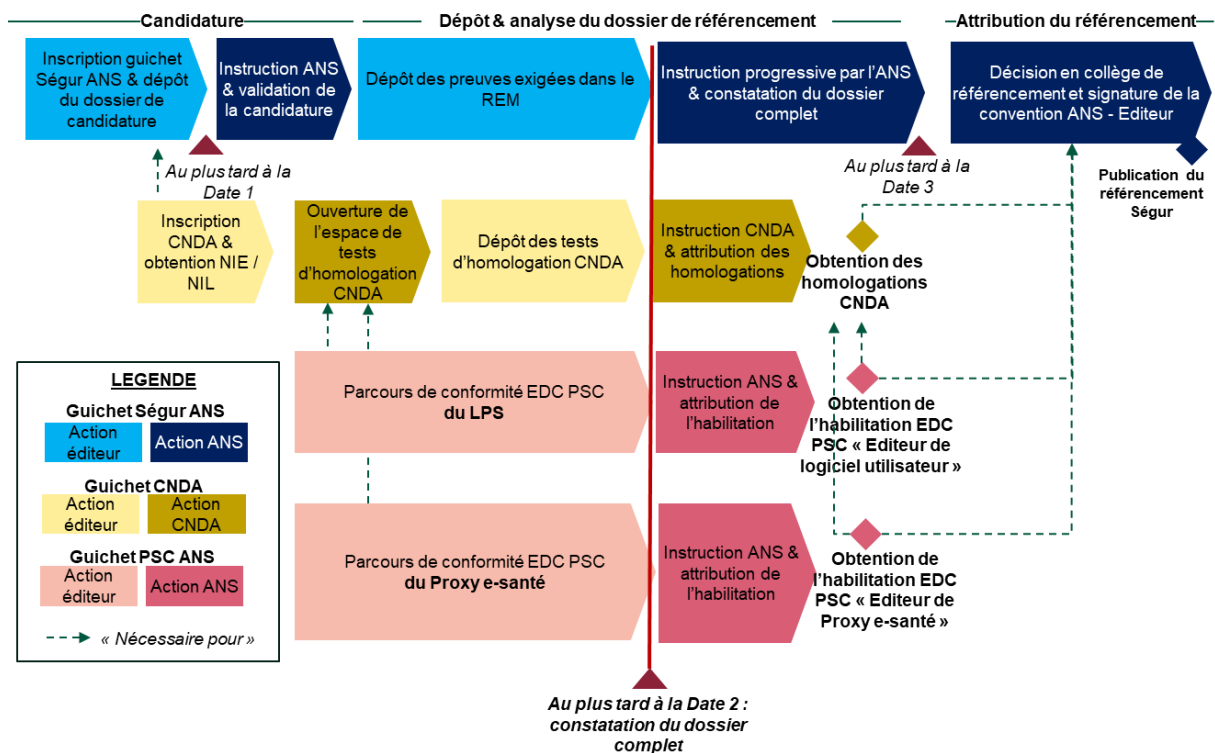 Candidature
Dépôt & analyse du dossier de référencement
Attribution du référencement
Inscription guichet
Ségur ANS & dépôt
du dossier de
candidature
Instruction ANS
& validation de
la candidature
Dépôt des preuves exigées dans le
REM
Instruction progressive par l'ANS
& constatation du dossier
complet
Décision en collège de
référencement et signature de la
convention ANS - Editeur
Au plus tard à la
Date 1
Au plus tard à la
Date 3
Publication du
référencement
Ségur
Inscription
CNDA &
obtention NIE /
NIL
Ouverture de
l'espace de
tests
d'homologation
CNDA
Dépôt des tests
d'homologation CNDA
Instruction CNDA
& attribution des
homologations
Obtention des
homologations
CNDA
Parcours de conformité EDC PSC
du LPS
Instruction ANS &
attribution de
l'habilitation
Obtention de
l'habilitation EDC
PSC « Editeur de
logiciel utilisateur »
Parcours de conformité EDC PSC
du Proxy e-santé
Instruction ANS &
attribution de
l'habilitation
Obtention de
l'habilitation EDC
PSC « Editeur de
Proxy e-santé »
LEGENDE
Guichet Ségur ANS
Action
éditeur
Action ANS
Guichet CNDA
Action
éditeur
Action
CNDA
Guichet PSC ANS
Action
éditeur
Action ANS
« Nécessaire pour »
Au plus tard à la Date 2 :
constatation du dossier
complet